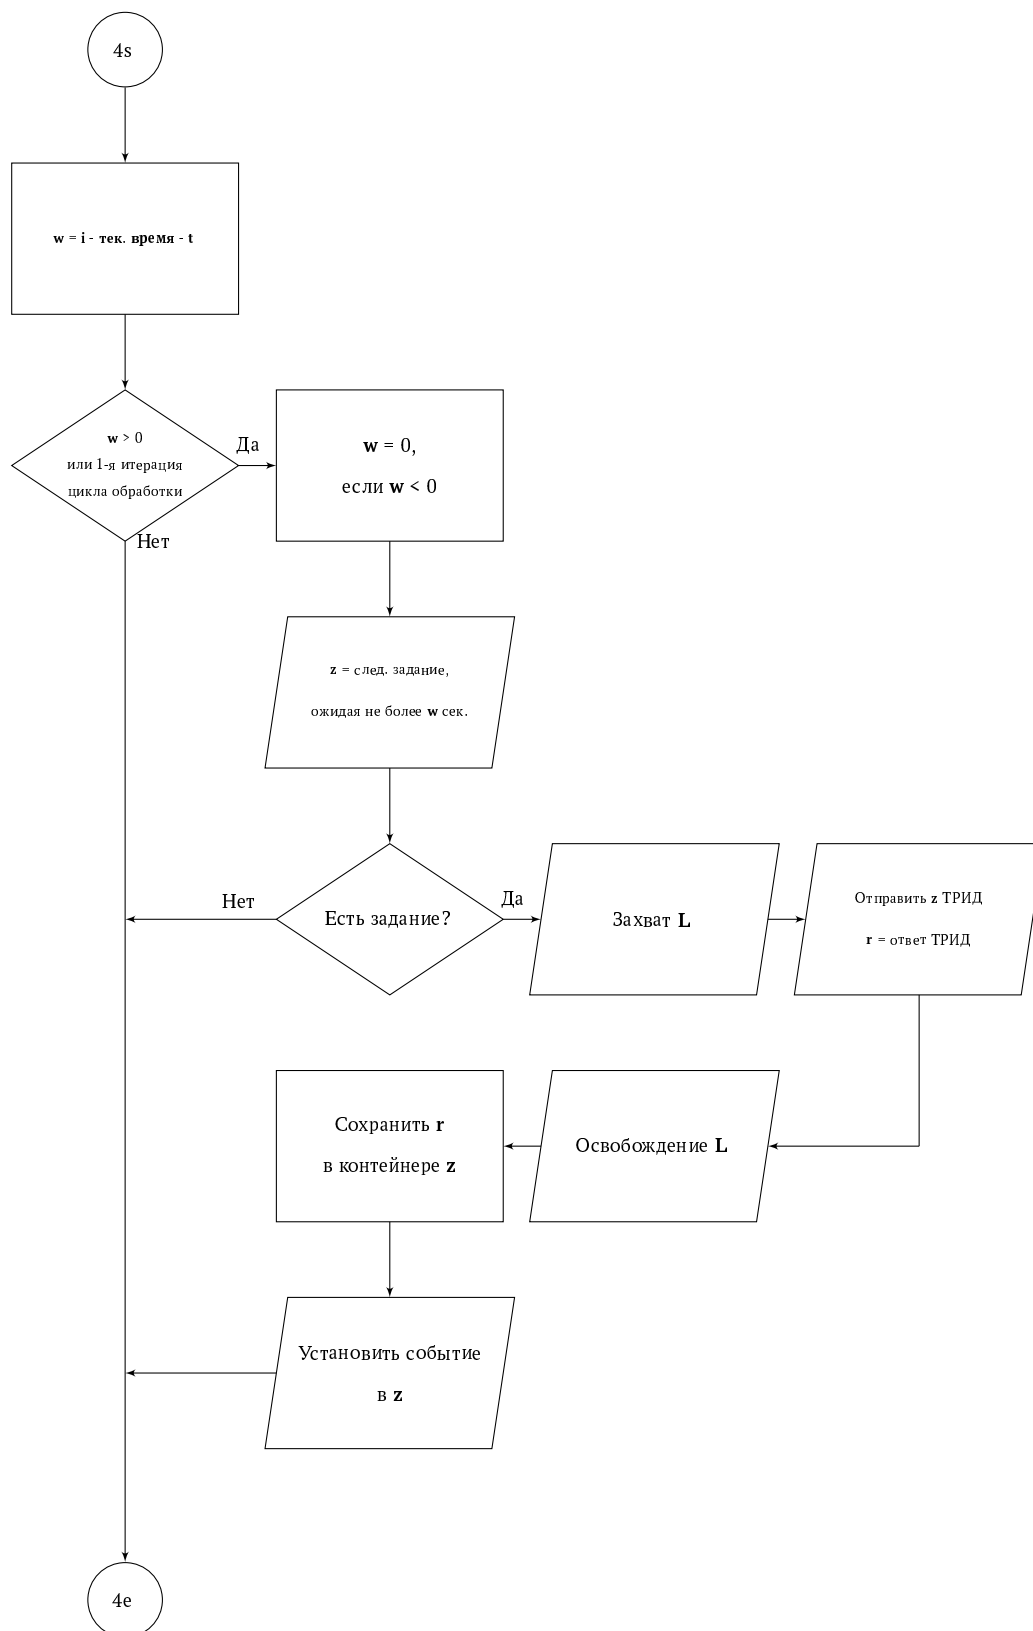 4s
w = i - тек. время - t
w > 0
или 1-я итерация
цикла обработки
Да
Нет
w = 0,
если w < 0
z = след. задание,
ожидая не более w сек.
Есть задание?
Нет
Да
Захват L
Отправить z ТРИД
r = ответ ТРИД
Освобождение L
Сохранить r
в контейнере z
Установить событие
в z
4e